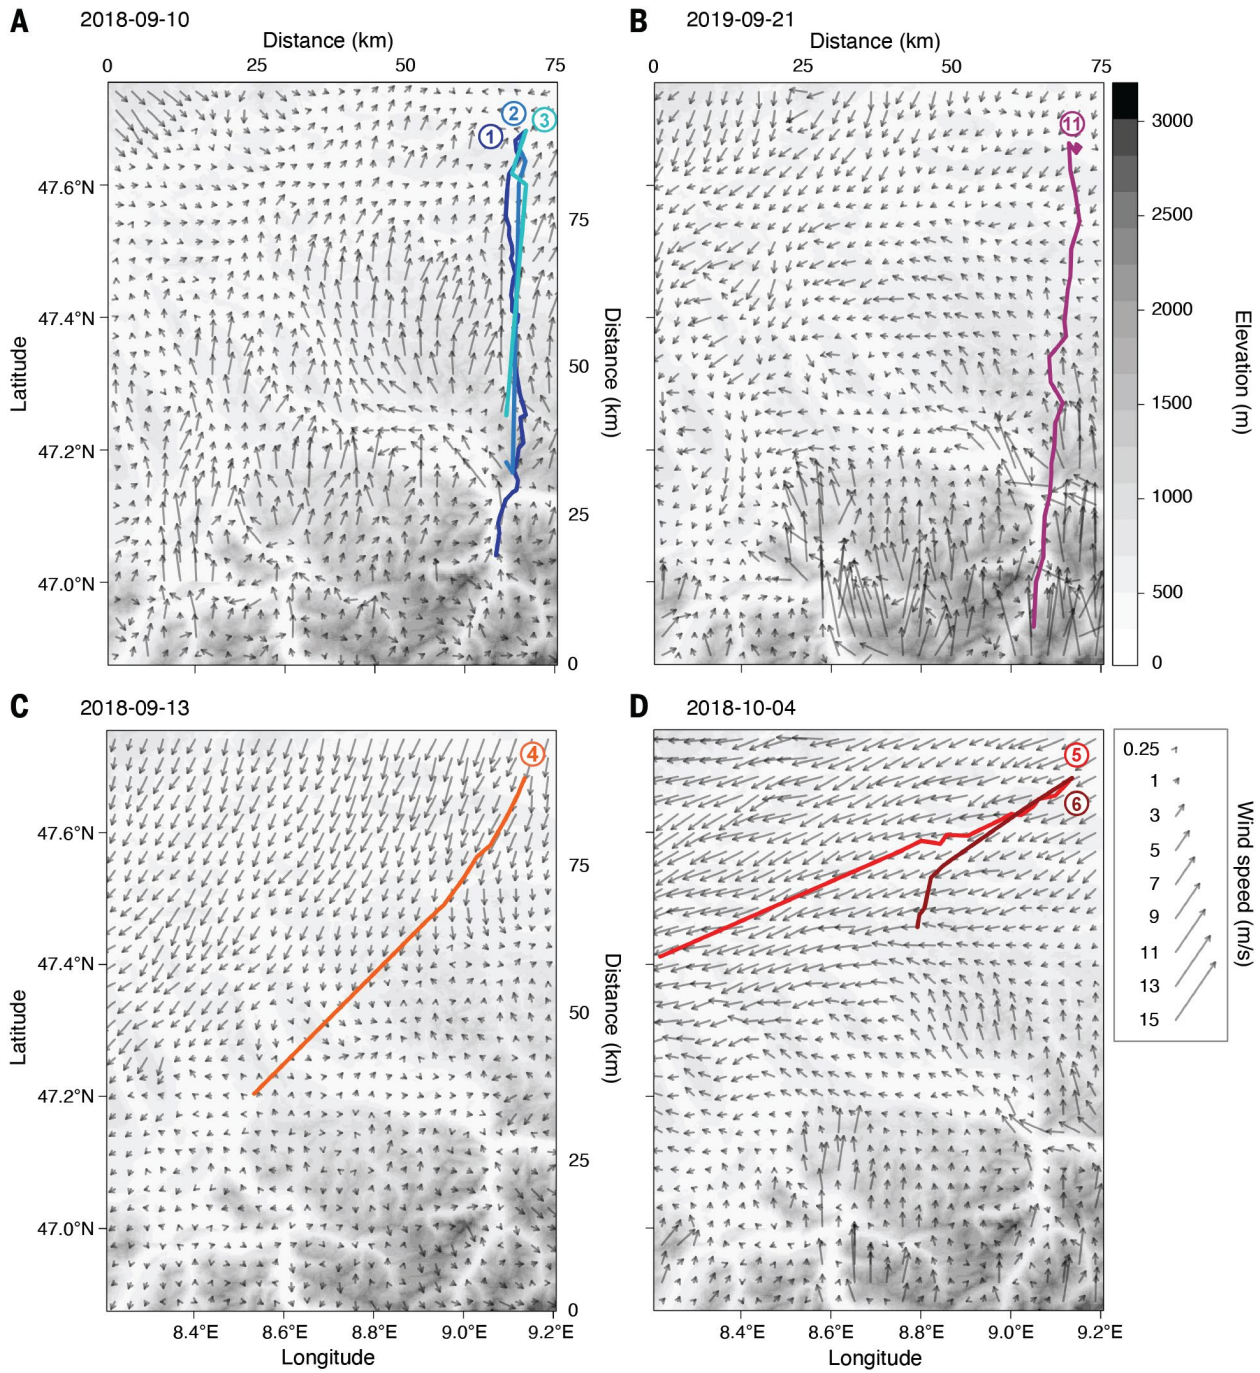 A
2018-09-10
Distance (km)
0 25 50 75
1
2
3
Latitude
47.6°N
47.4°N
47.2°N
47.0°N
75
50
25
0
Distance (km)
B
2019-09-21
Distance (km)
0 25 50 75
11
3000
2500
2000
1500
1000
500
0
Elevation (m)
C
2018-09-13
4
Latitude
47.6°N
47.4°N
47.2°N
47.0°N
75
50
25
0
Distance (km)
8.4°E 8.6°E 8.8°E 9.0°E 9.2°E
Longitude
D
2018-10-04
5
6
8.4°E 8.6°E 8.8°E 9.0°E 9.2°E
Longitude
0.25
1
3
5
7
9
11
13
15
Wind speed (m/s)